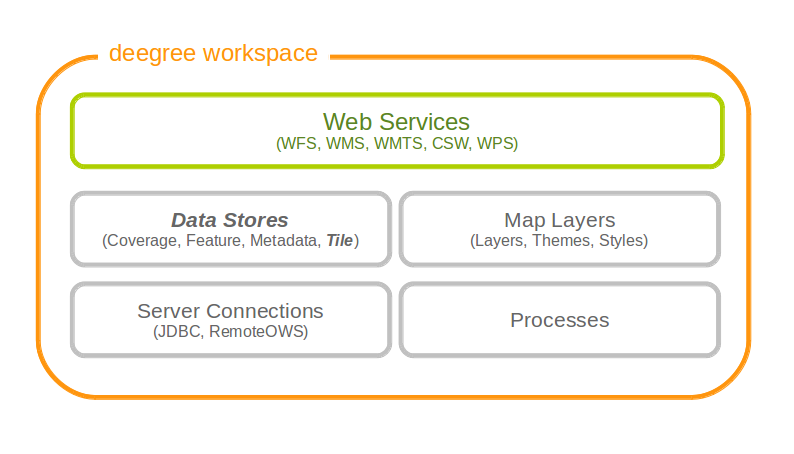 deegree workspace
Web Services
(WFS, WMS, WMTS, CSW, WPS)
Data Stores
(Coverage, Feature, Metadata, Tile)
Map Layers
(Layers, Themes, Styles)
Server Connections
(JDBC, RemoteOWS)
Processes